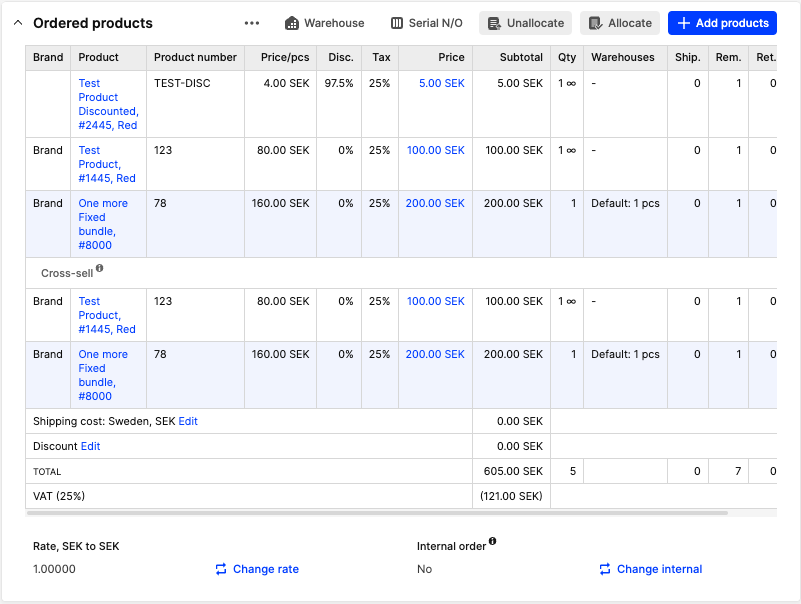 Ordered products
Warehouse Serial N/O Unallocate Allocate Add products
Brand Product Product number Price/pcs Disc. Tax Price Subtotal Qty Warehouses Ship. Rem. Ret.
Test TEST-DISC 4.00 SEK 97.5% 25% 5.00 SEK 5.00 SEK 1 ∞ - 0 1 0
Product
Discounted,
#2445, Red
Brand Test 123 80.00 SEK 0% 25% 100.00 SEK 100.00 SEK 1 ∞ - 0 1 0
Product,
#1445, Red
Brand One more 78 160.00 SEK 0% 25% 200.00 SEK 200.00 SEK 1 Default: 1 pcs 0 1 0
Fixed
bundle,
#8000
Cross-sell
Brand Test 123 80.00 SEK 0% 25% 100.00 SEK 100.00 SEK 1 ∞ - 0 1 0
Product,
#1445, Red
Brand One more 78 160.00 SEK 0% 25% 200.00 SEK 200.00 SEK 1 Default: 1 pcs 0 1 0
Fixed
bundle,
#8000
Shipping cost: Sweden, SEK Edit 0.00 SEK
Discount Edit 0.00 SEK
TOTAL 605.00 SEK 5 0 7 0
VAT (25%) (121.00 SEK)
Rate, SEK to SEK Internal order
1.00000 Change rate No Change internal